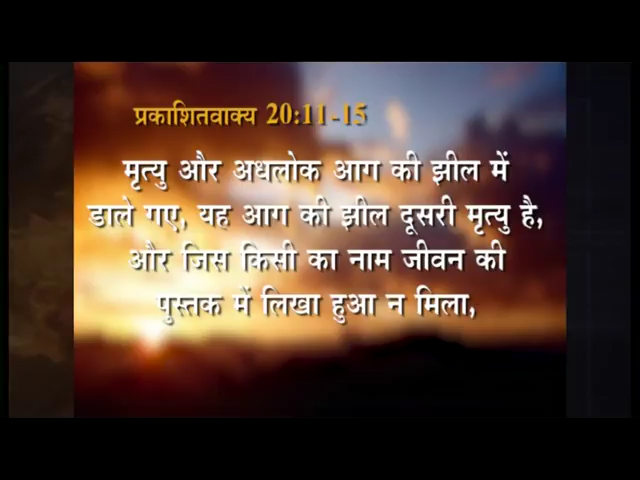 प्रकाशितवाक्य 20:11-15
मृत्यु और अधलोक आग की झील में
डाले गए, यह आग की झील दूसरी मृत्यु है,
और जिस किसी का नाम जीवन की
पुस्तक में लिखा हुआ न मिला,